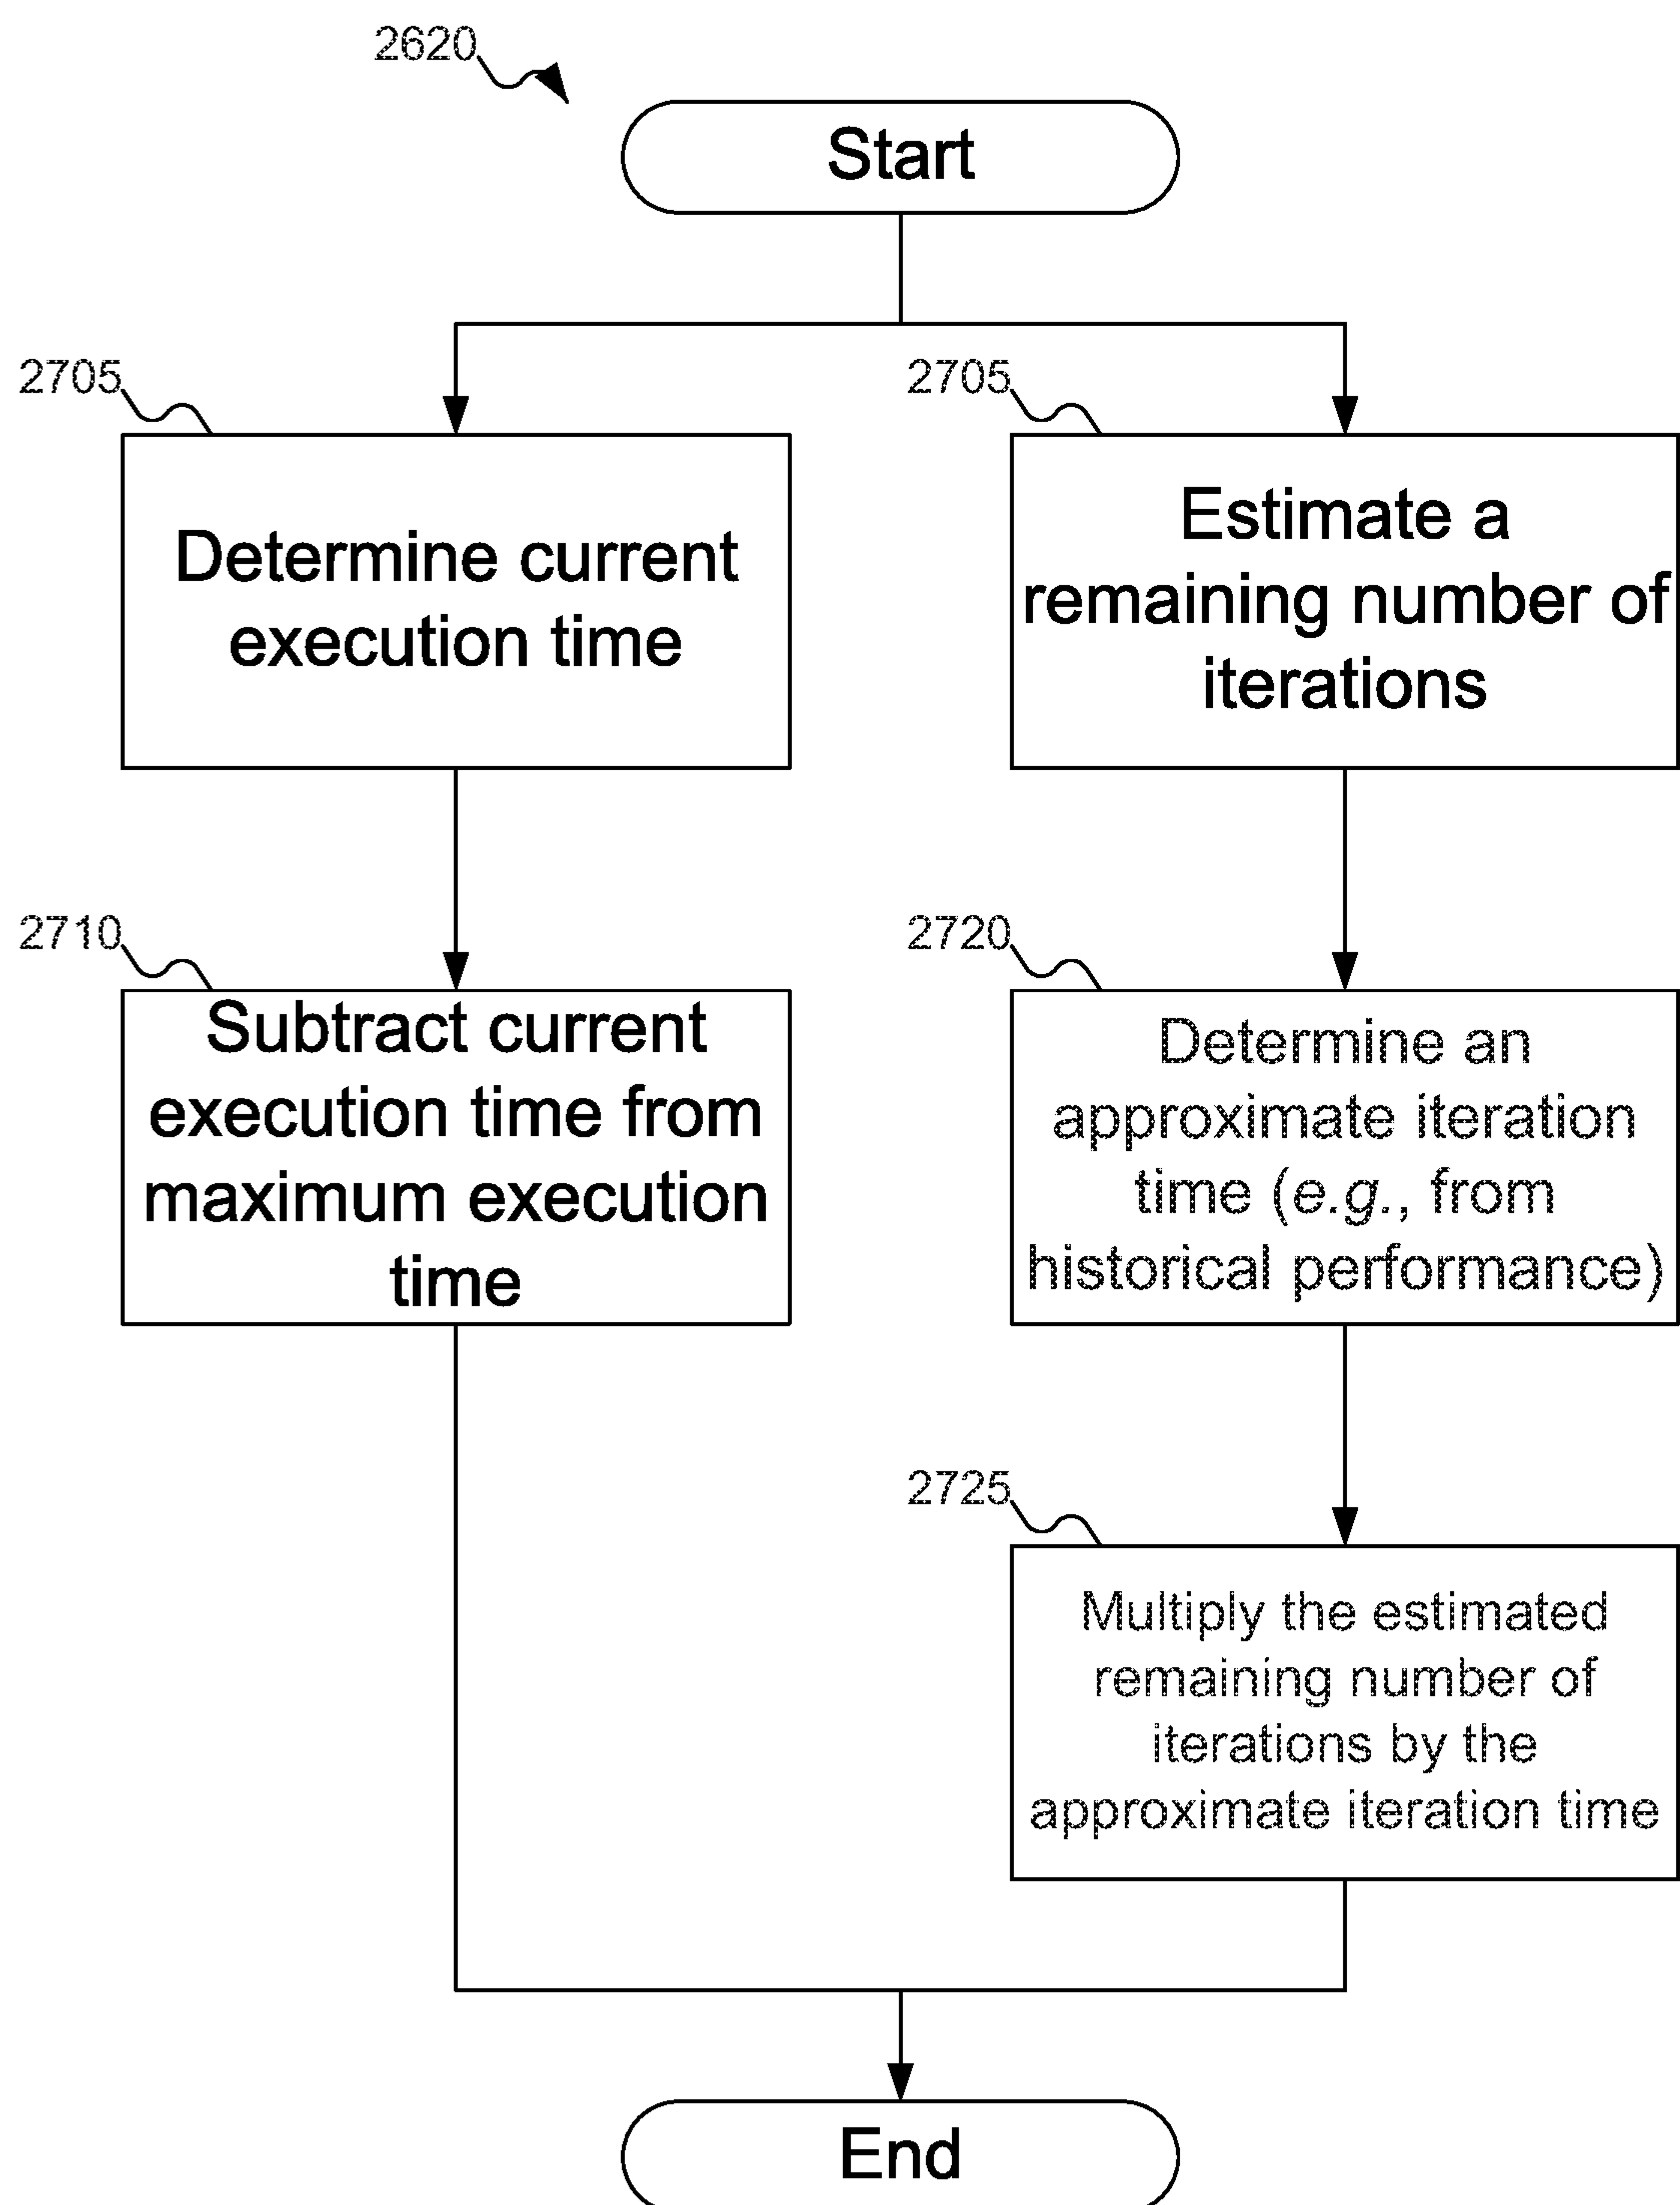 2620
Start
2705
Determine current
execution time
2705
Estimate a
remaining number of
iterations
2710
Subtract current
execution time from
maximum execution
time
2720
Determine an
approximate iteration
time (e.g., from
historical performance)
2725
Multiply the estimated
remaining number of
iterations by the
approximate iteration time
End